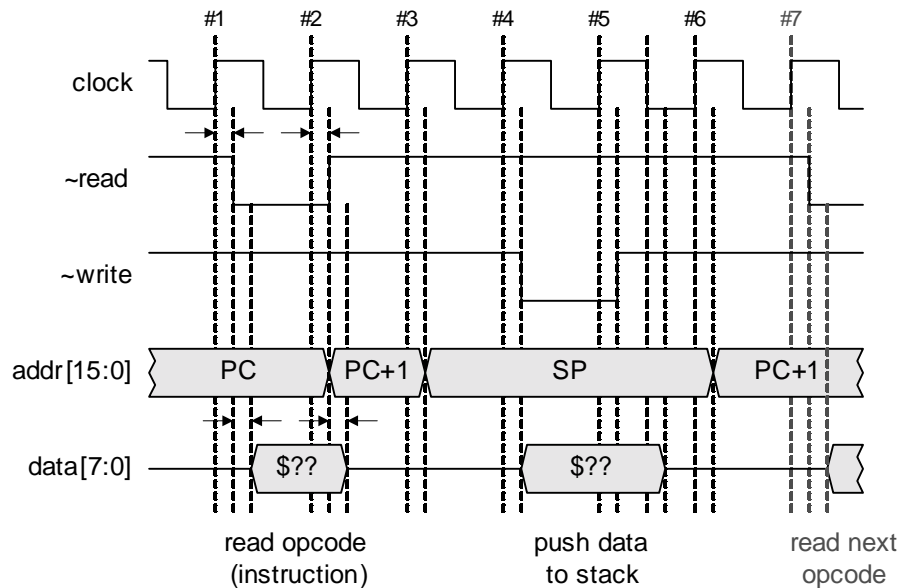 #1 #2 #3 #4 #5 #6 #7
clock
~read
~write
addr[15:0] PC PC+1 SP PC+1
data[7:0] $?? $??
read opcode push data read next
(instruction) to stack opcode